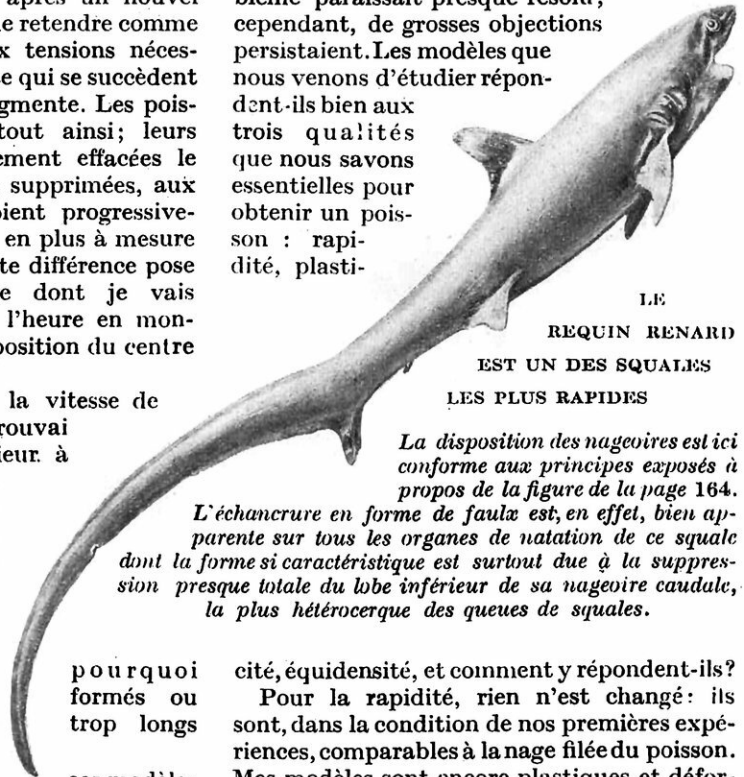 après un nouvel
de retendre comme
x tensions néces-
e qui se succèdent
gmente. Les pois-
tout ainsi; leurs
ement effacées le
supprimées, aux
oient progressive-
en plus à mesure
te différence pose
e dont je vais
l'heure en mon-
position du centre
la vitesse de
rouvai
ieur. à
pourquoi
formés ou
trop longs
blème paraissait presque résolu,
cependant, de grosses objections
persistaient. Les modèles que
nous venons d'étudier répon-
dent-ils bien aux
trois qualités
que nous savons
essentielles pour
obtenir un pois-
son : rapi-
dité, plasti-
LE
REQUIN RENARD
EST UN DES SQUALES
LES PLUS RAPIDES
La disposition des nageoires est ici
conforme aux principes exposés à
propos de la figure de la page 164.
L'échancrure en forme de faulx est, en effet, bien ap-
parente sur tous les organes de natation de ce squale
dont la forme si caractéristique est surtout due à la suppres-
sion presque totale du lobe inférieur de sa nageoire caudale,
la plus hétérocerque des queues de squales.
cité, équidensité, et comment y répondent-ils?
Pour la rapidité, rien n'est changé: ils
sont, dans la condition de nos premières expé-
riences, comparables à la nage filée du poisson.
Mes modèles sont encore plastiques et défor-